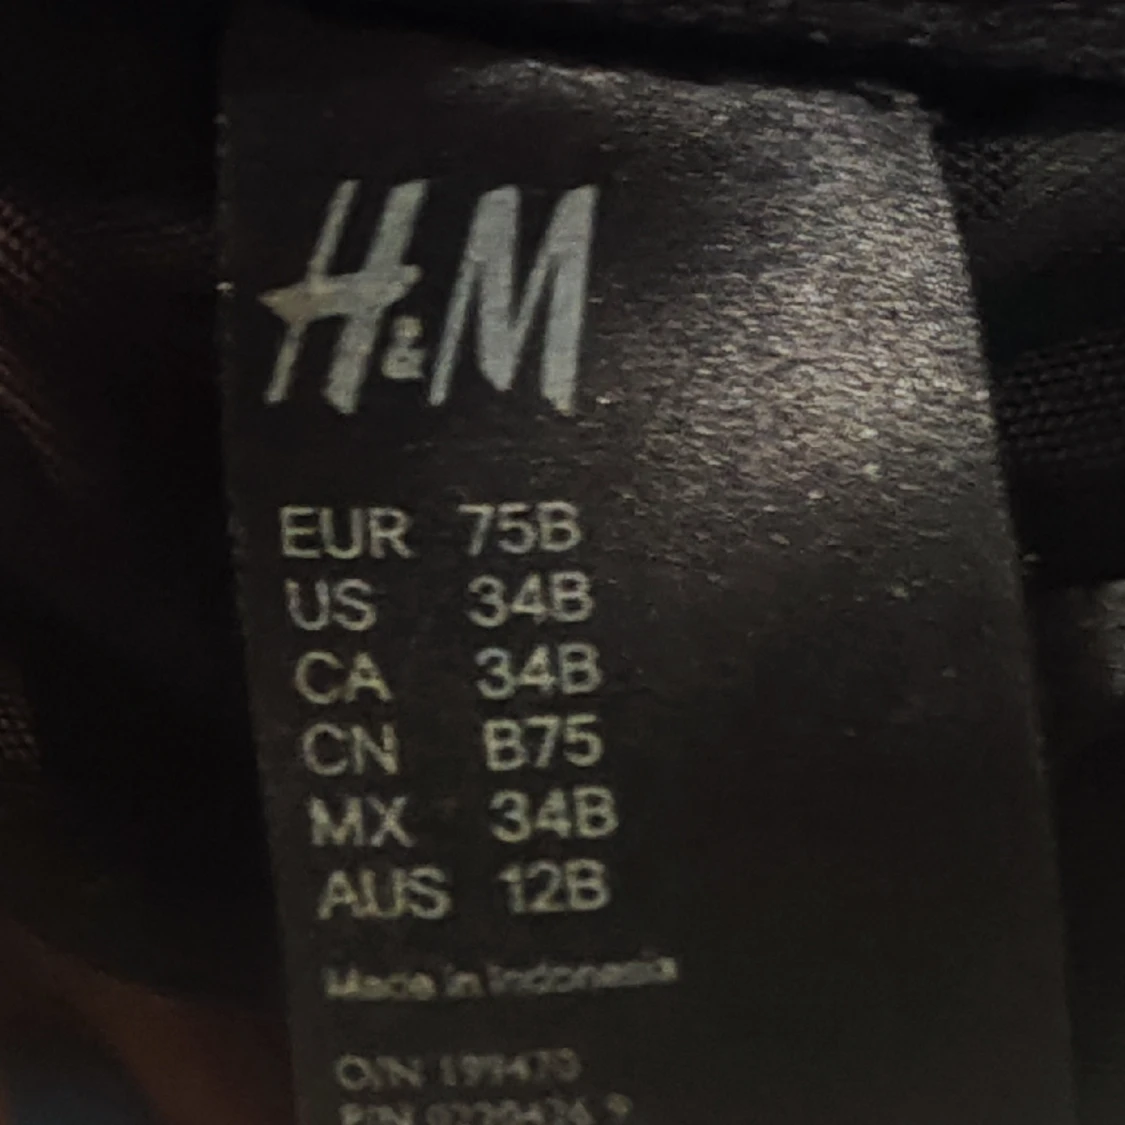 H&M
EUR 75B
US 34B
CA 34B
CN B75
MX 34B
AUS 12B
Made in Indonesia
O/N
P/N